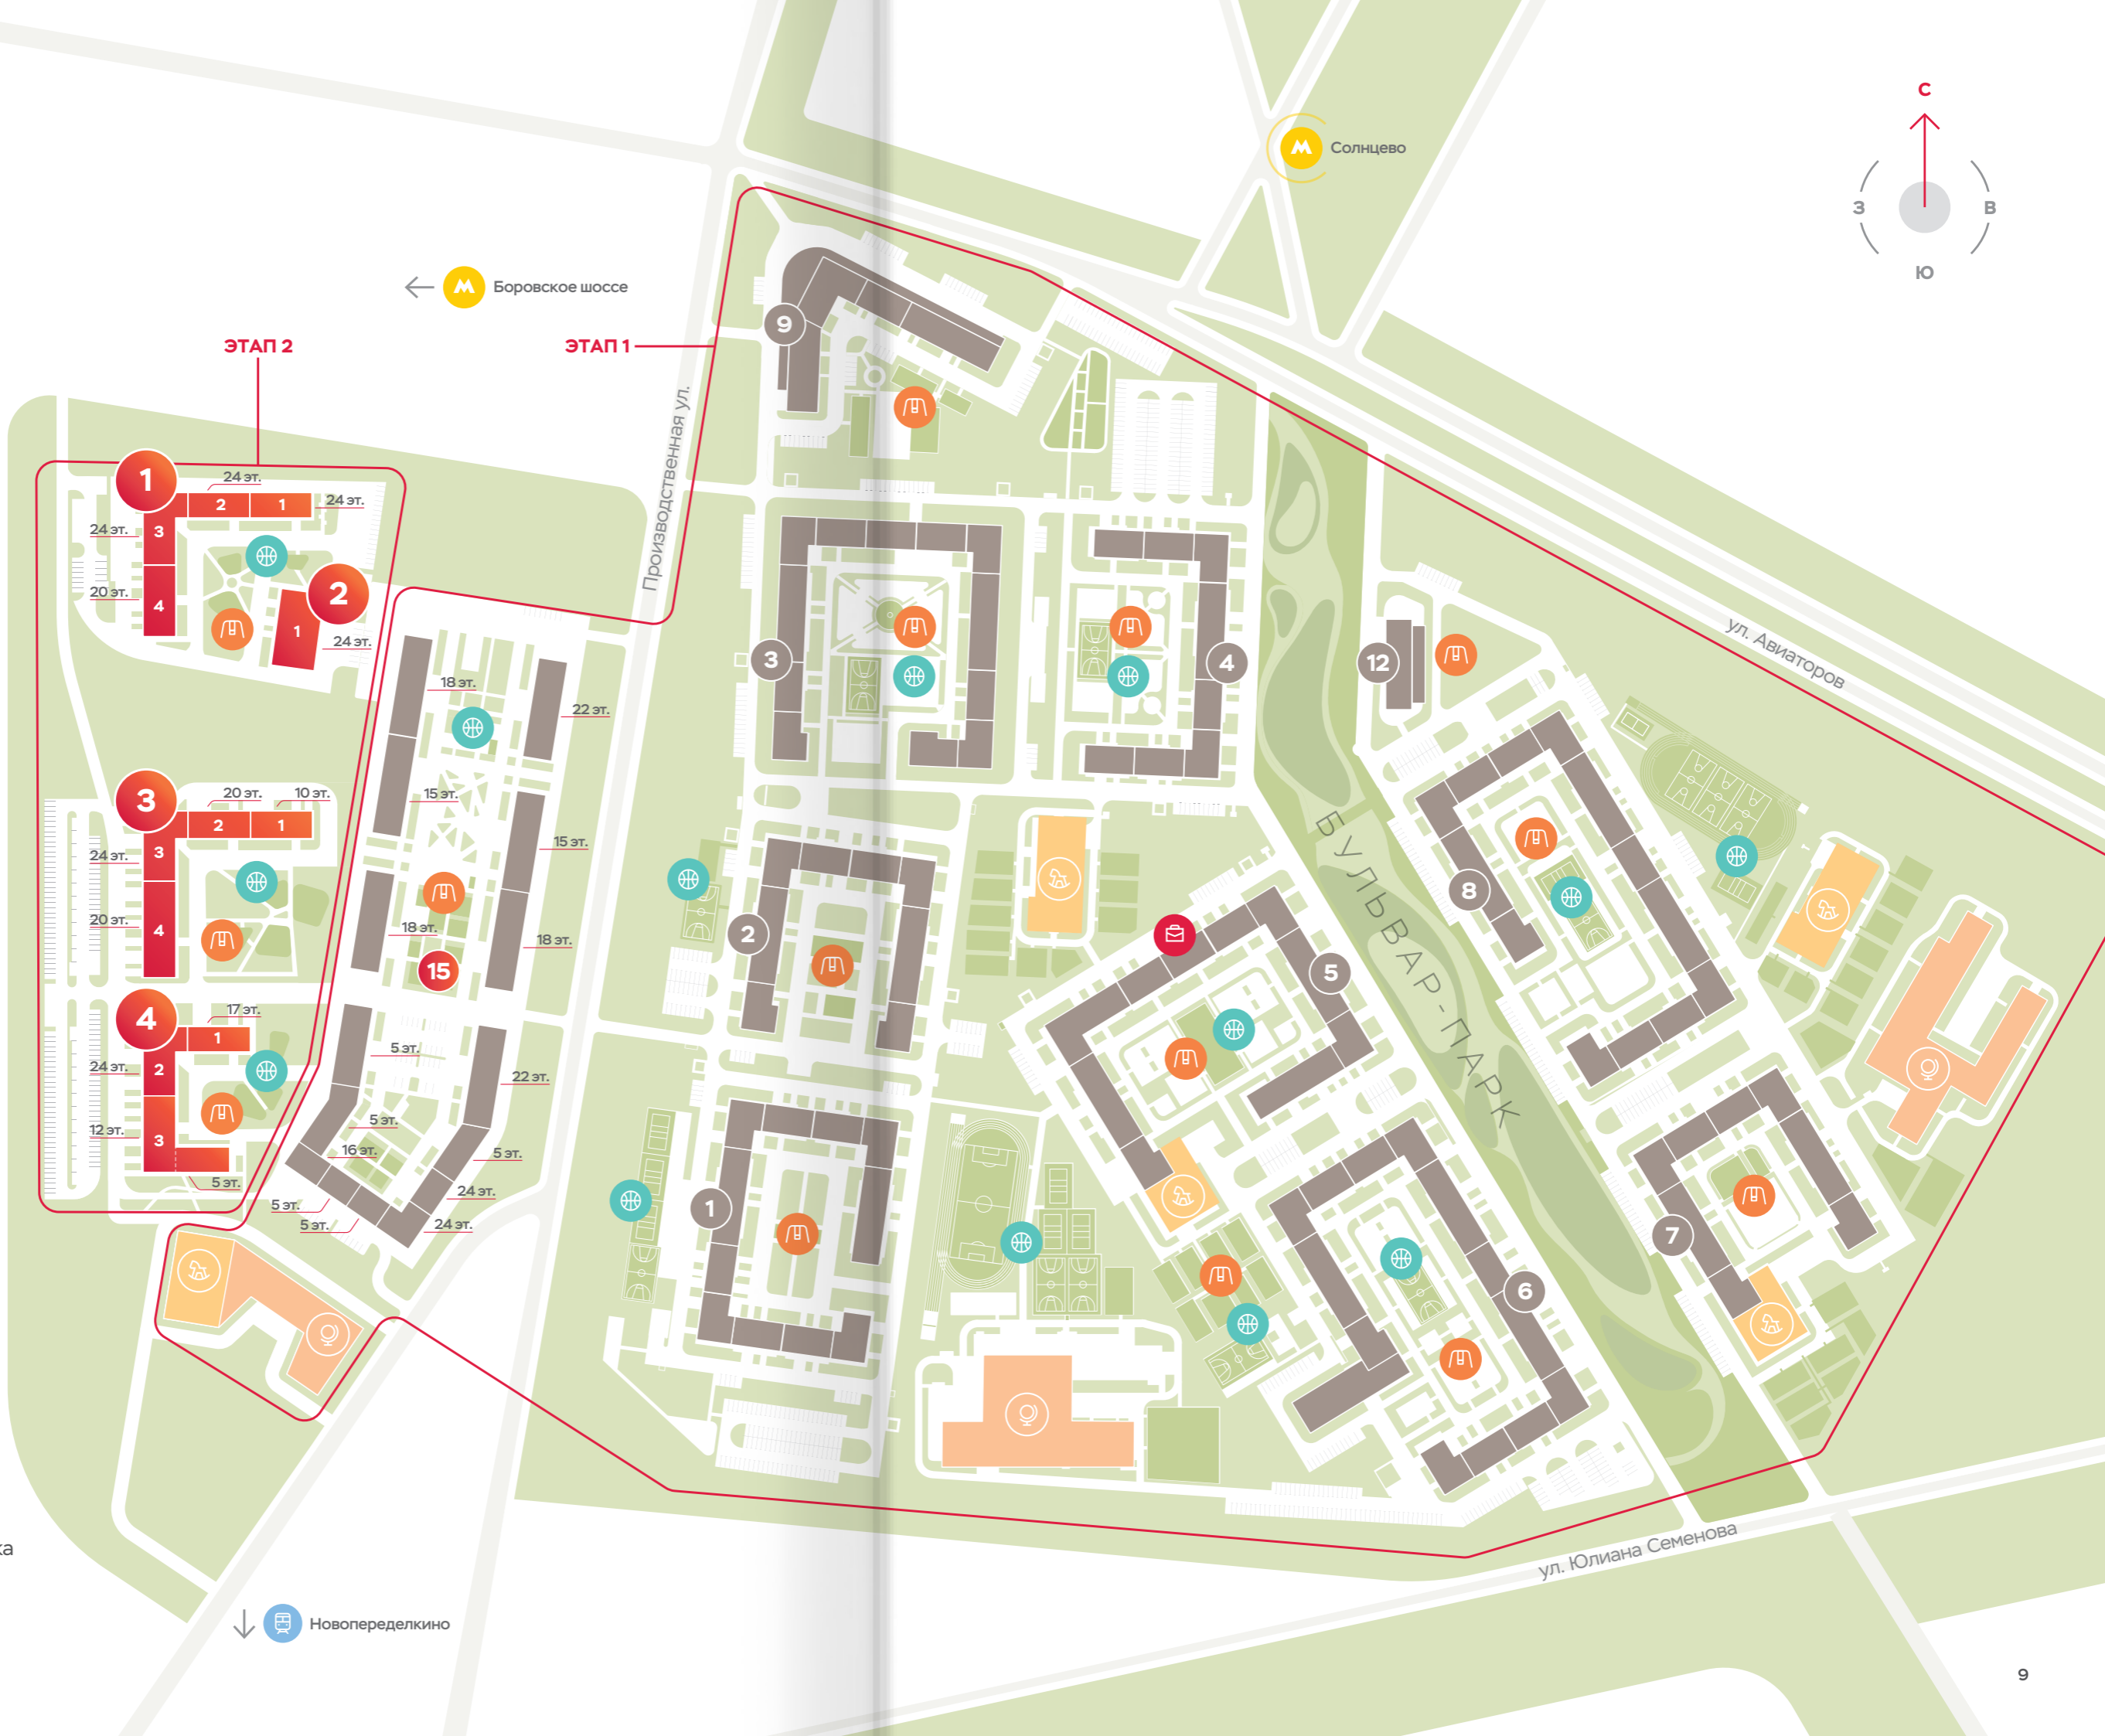 С
Солнцево
З
В
Ю
Боровское шоссе
ЭТАП 2
ЭТАП 1
9
Производственная ул.
1
24 эт.
2
1
24 эт.
24 эт.
3
20 эт.
4
2
1
24 эт.
18 эт.
22 эт.
3
4
12
ул. Авиаторов
15 эт.
3
20 эт.
10 эт.
2
1
24 эт.
3
15 эт.
20 эт.
4
18 эт.
18 эт.
15
2
БУЛЬВАР-ПАРК
8
5
4
17 эт.
1
24 эт.
2
5 эт.
22 эт.
12 эт.
3
5 эт.
16 эт.
5 эт.
5 эт.
24 эт.
5 эт.
5 эт.
24 эт.
1
7
6
ка
ул. Юлиана Семенова
Новопеределкино
9